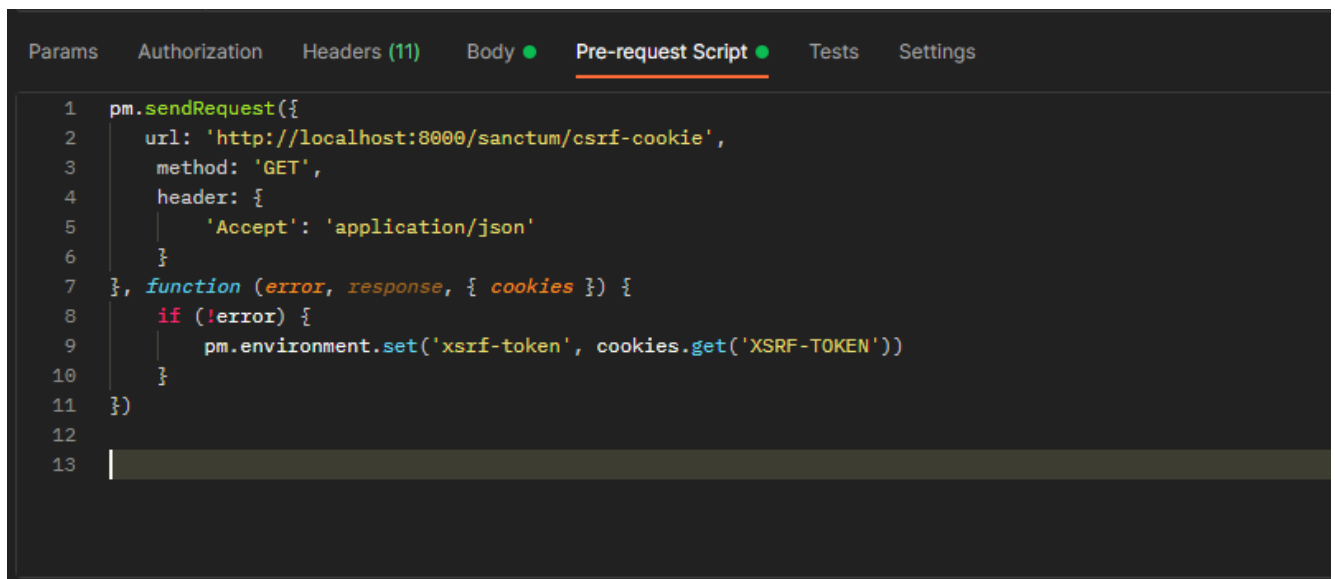 Params Authorization Headers (11) Body Pre-request Script Tests Settings
1 pm.sendRequest({
2 url: 'http://localhost:8000/sanctum/csrf-cookie',
3 method: 'GET',
4 header: {
5 'Accept': 'application/json'
6 }
7 }, function (error, response, { cookies }) {
8 if (!error) {
9 pm.environment.set('xsrf-token', cookies.get('XSRF-TOKEN'))
10 }
11 })
12
13